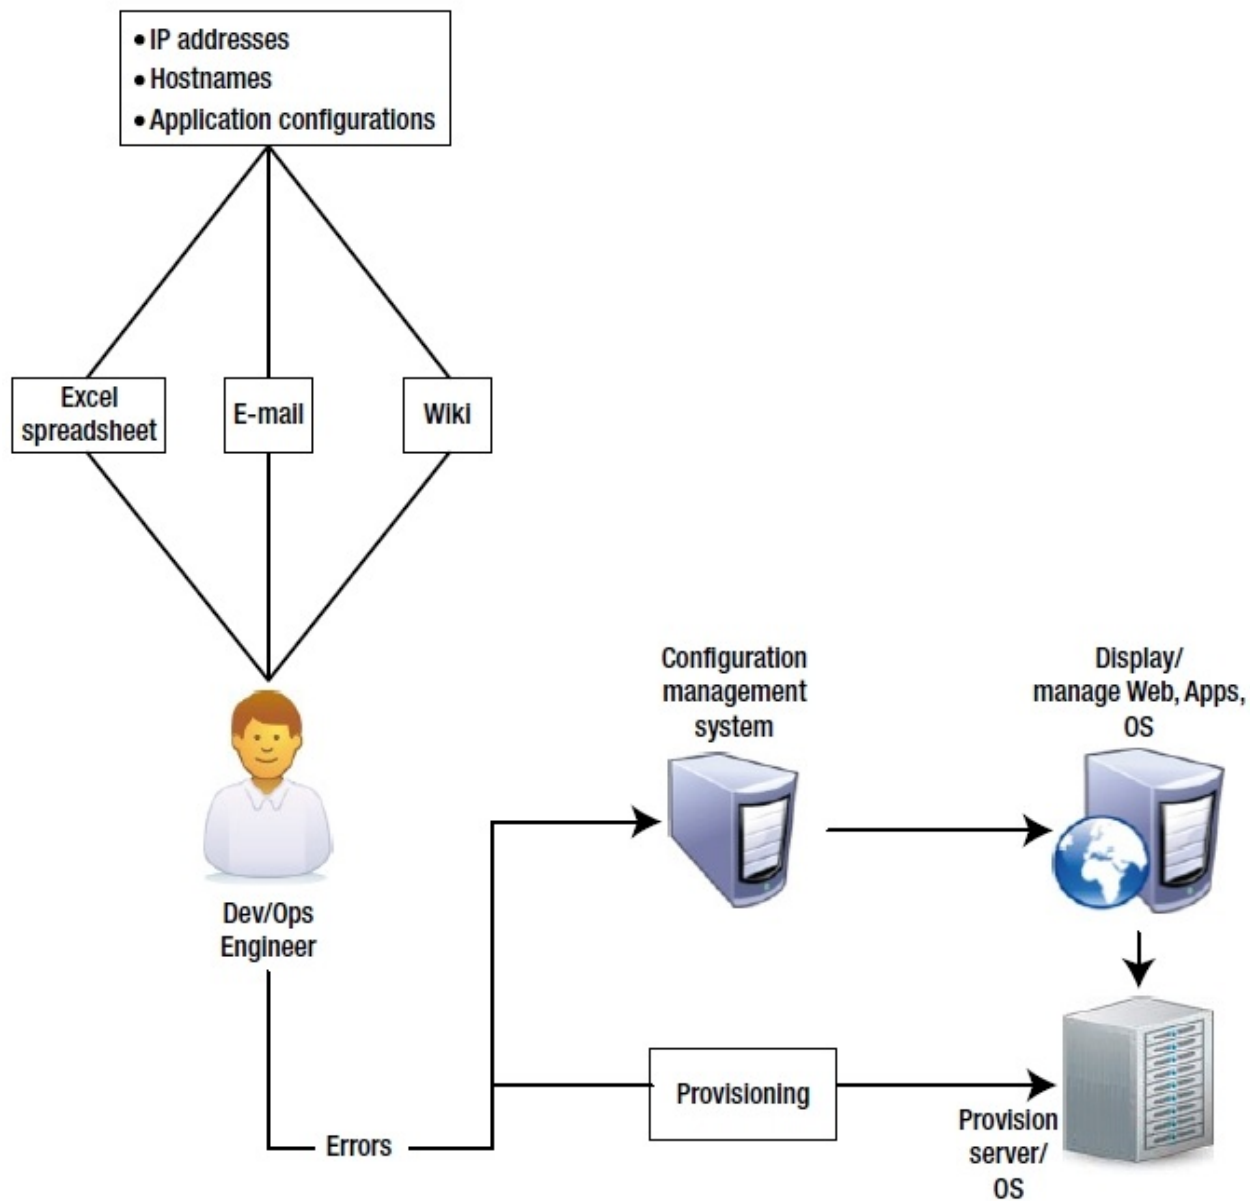 • IP addresses
• Hostnames
• Application configurations
Excel
spreadsheet
E-mail
Wiki
Configuration
management
system
Display/
manage Web, Apps,
OS
Dev/Ops
Engineer
Provisioning
Errors
Provision
server/
OS